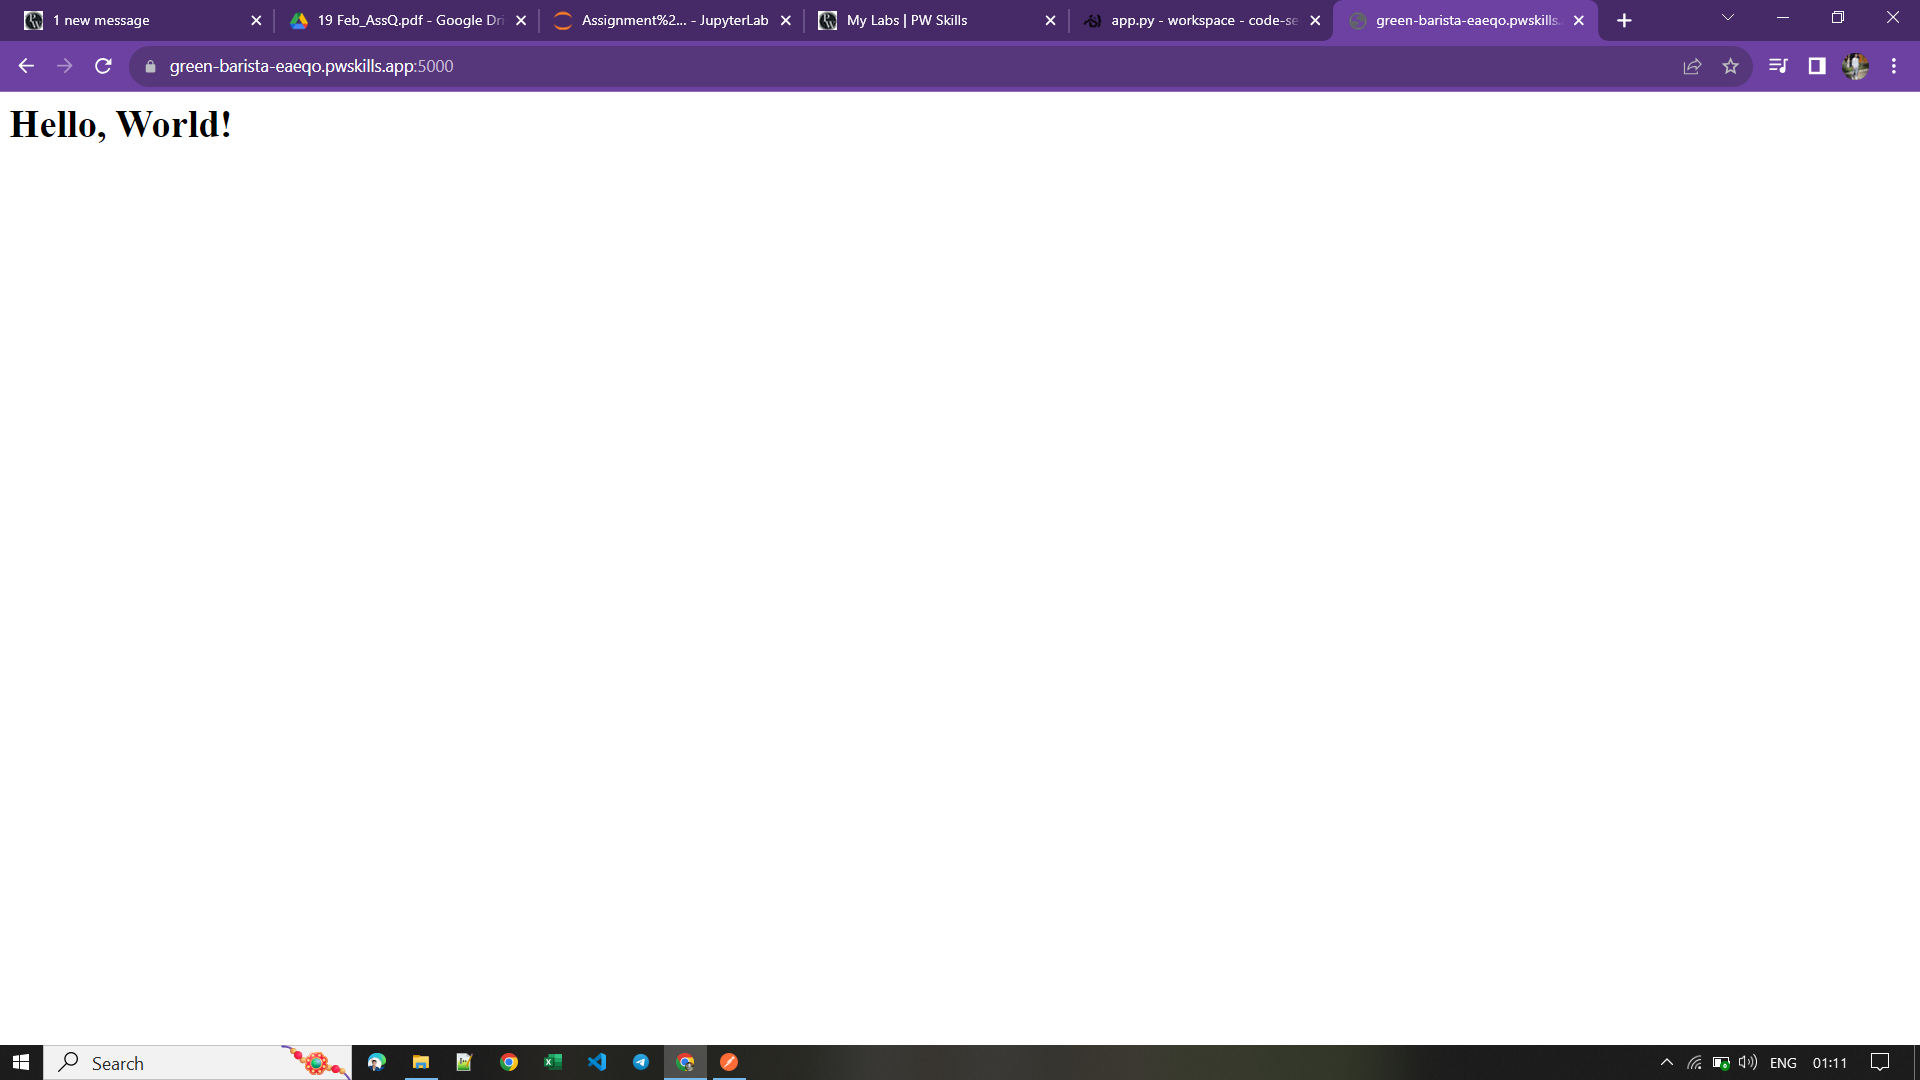 1 new message
19 Feb_AssQ.pdf - Google Dri
Assignment%2... - JupyterLab
My Labs | PW Skills
app.py - workspace - code-se
green-barista-eaeqo.pwskills.
green-barista-eaeqo.pwskills.app:5000
Hello, World!
Search
ENG
01:11